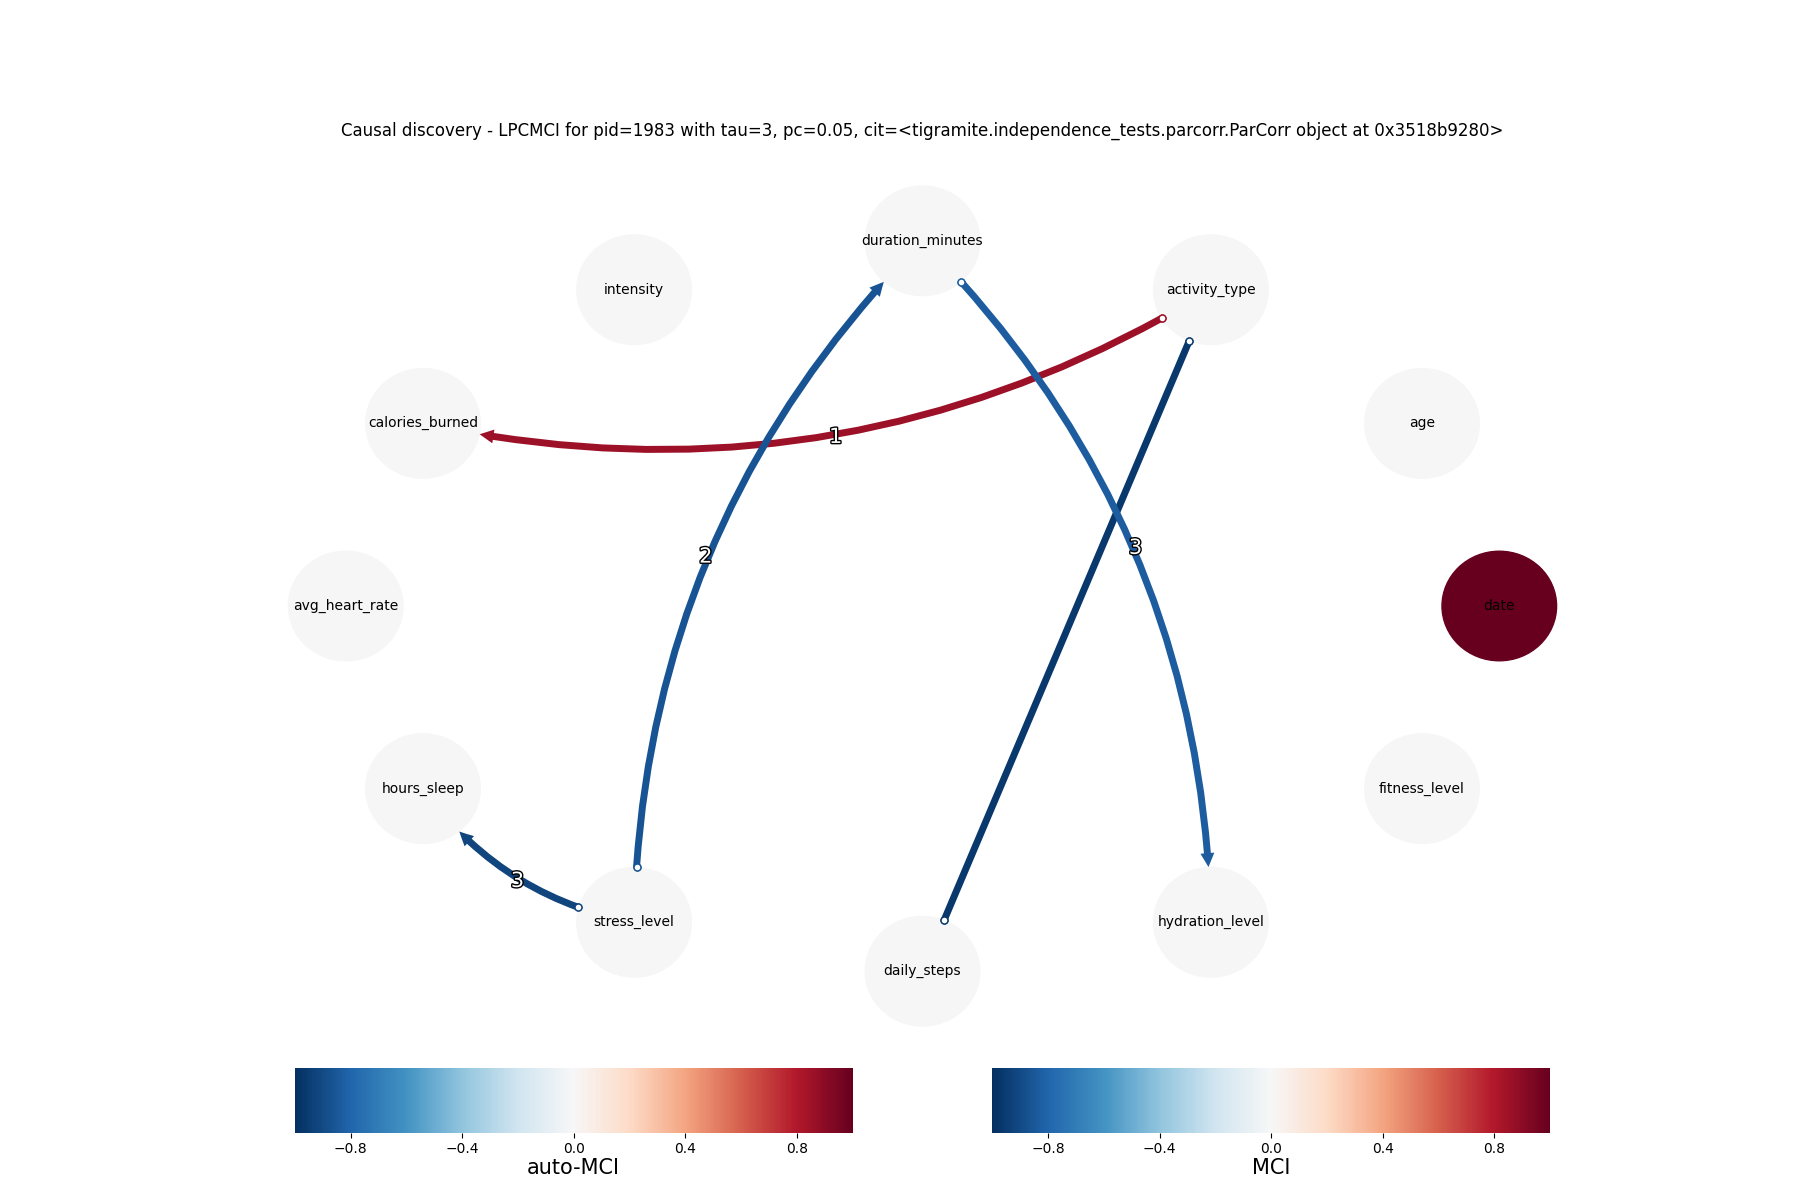 Causal discovery - LPCMCI for pid=1983 with tau=3, pc=0.05, cit=<tigramite.independence_tests.parcorr.ParCorr object at 0x3518b9280>
duration_minutes
intensity
activity_type
calories_burned
age
1
3
2
avg_heart_rate
date
hours_sleep
fitness_level
3
stress_level
hydration_level
daily_steps
−0.8 −0.4 0.0 0.4 0.8
auto-MCI
−0.8 −0.4 0.0 0.4 0.8
MCI